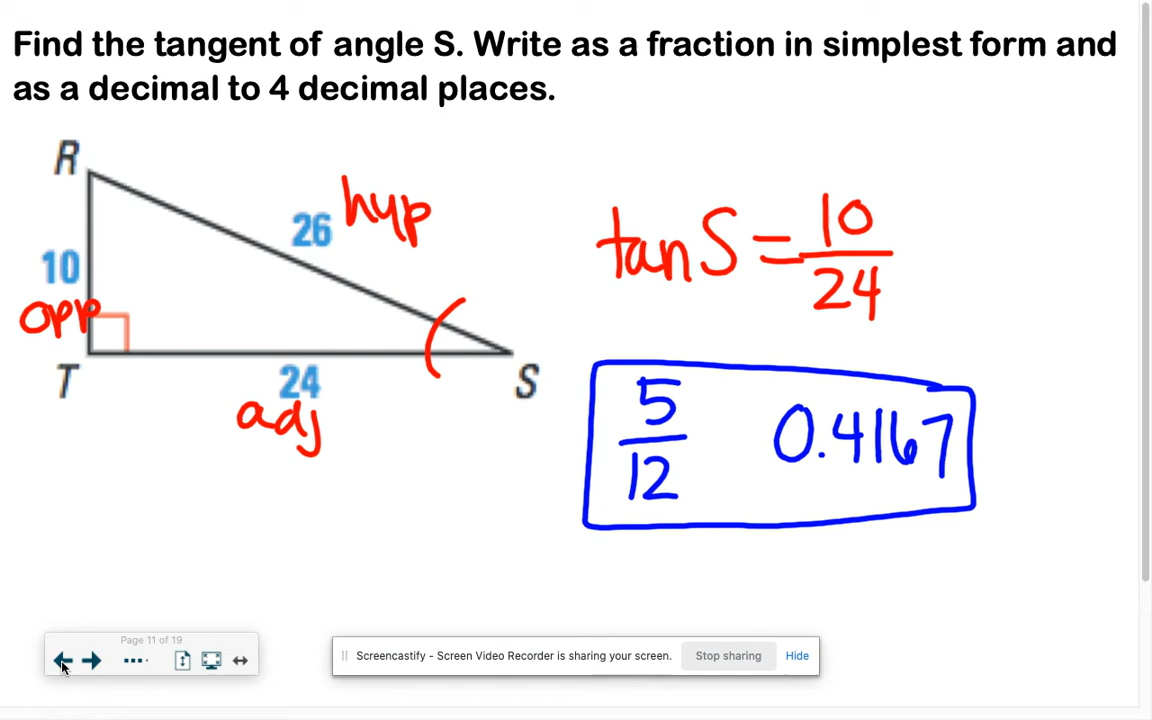 Find the tangent of angle S. Write as a fraction in simplest form and
as a decimal to 4 decimal places.
R
26 hyp
10
opp
T
24
adj
S
tan S = 10/24
5/12 0.4167
Page 11 of 19
Screencastify - Screen Video Recorder is sharing your screen.
Stop sharing
Hide